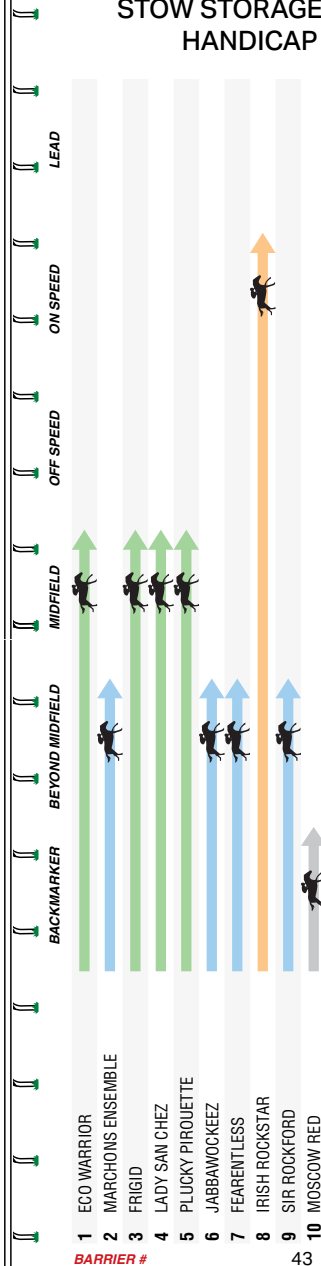 STOW STORAGE
HANDICAP
LEAD
ON SPEED
OFF SPEED
MIDFIELD
BEYOND MIDFIELD
BACKMARKER
1 ECO WARRIOR
2 MARCHONS ENSEMBLE
3 FRIGID
4 LADY SAN CHEZ
5 PLUCKY PIROUETTE
6 JABBAWOCKEEZ
7 FEARENTLESS
8 IRISH ROCKSTAR
9 SIR ROCKFORD
10 MOSCOW RED
BARRIER #
43